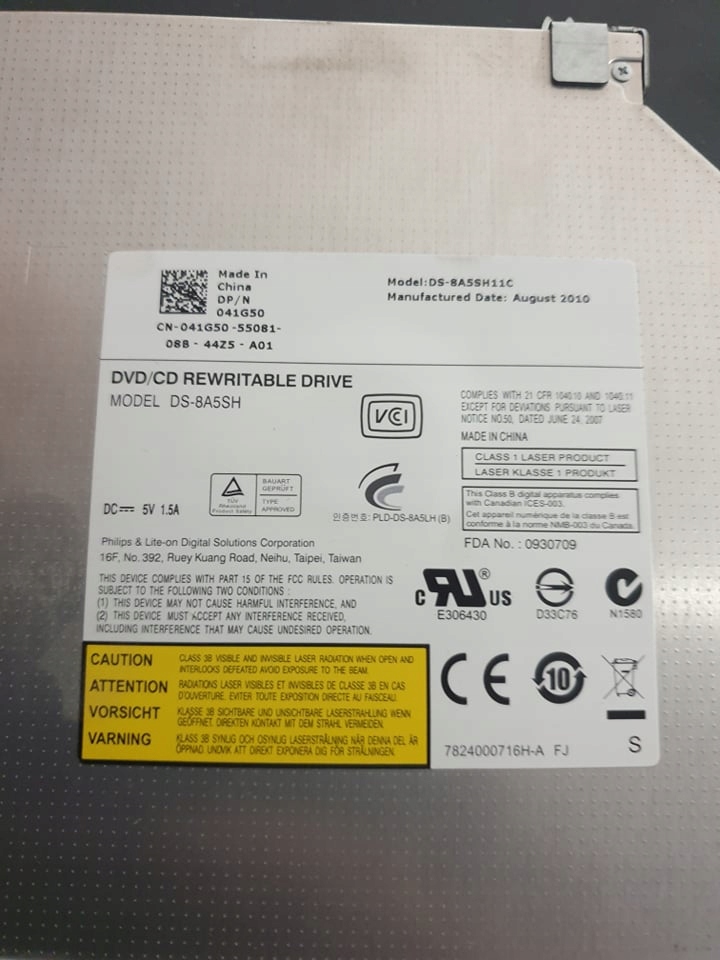 Made In
China
DP/N
041G50
CN-041G50-55081-
08B - 44Z5 - A01
Model:DS-8A5SH11C
Manufactured Date: August 2010
DVD/CD REWRITABLE DRIVE
MODEL DS-8A5SH
VCI
COMPLIES WITH 21 CFR 1040.10 AND 1040.11
EXCEPT FOR DEVIATIONS PURSUANT TO LASER
NOTICE NO.50, DATED JUNE 24, 2007
MADE IN CHINA
CLASS 1 LASER PRODUCT
LASER KLASSE 1 PRODUKT
DC 5V 1.5A
TÜV
Rheinland
Product Safety
BAUART
GEPRÜFT
TYPE
APPROVED
인증번호: PLD-DS-8A5LH (B)
This Class B digital apparatus complies
with Canadian ICES-003.
Cet appareil numérique de la classe B est
conforme à la norme NMB-003 du Canada.
FDA No. : 0930709
Philips & Lite-on Digital Solutions Corporation
16F, No. 392, Ruey Kuang Road, Neihu, Taipei, Taiwan
THIS DEVICE COMPLIES WITH PART 15 OF THE FCC RULES. OPERATION IS
SUBJECT TO THE FOLLOWING TWO CONDITIONS :
(1) THIS DEVICE MAY NOT CAUSE HARMFUL INTERFERENCE, AND
(2) THIS DEVICE MUST ACCEPT ANY INTERFERENCE RECEIVED,
INCLUDING INTERFERENCE THAT MAY CAUSE UNDESIRED OPERATION.
C RU ® US
E306430
D33C76
N1580
CAUTION CLASS 3B VISIBLE AND INVISIBLE LASER RADIATION WHEN OPEN AND
INTERLOCKS DEFEATED AVOID EXPOSURE TO THE BEAM.
ATTENTION RADIATIONS LASER VISIBLES ET INVISIBLES DE CLASSE 3B EN CAS
D'OUVERTURE. EVITER TOUTE EXPOSITION DIRECTE AU FAISCEAU.
VORSICHT KLASSE 3B SICHTBARE UND UNSICHTBARE LASERSTRAHLUNG WENN
GEÖFFNET. DIREKTEN KONTAKT MIT DEM STRAHL VERMEIDEN.
VARNING KLASS 3B SYNLIG OCH OSYNLIG LASERSTRÅLNING NÄR DENNA DEL ÄR
ÖPPNAD UNDVIK ATT DIREKT EXPONERA DIG FÖR STRÅLNINGEN.
CE
10
7824000716H-A FJ
S